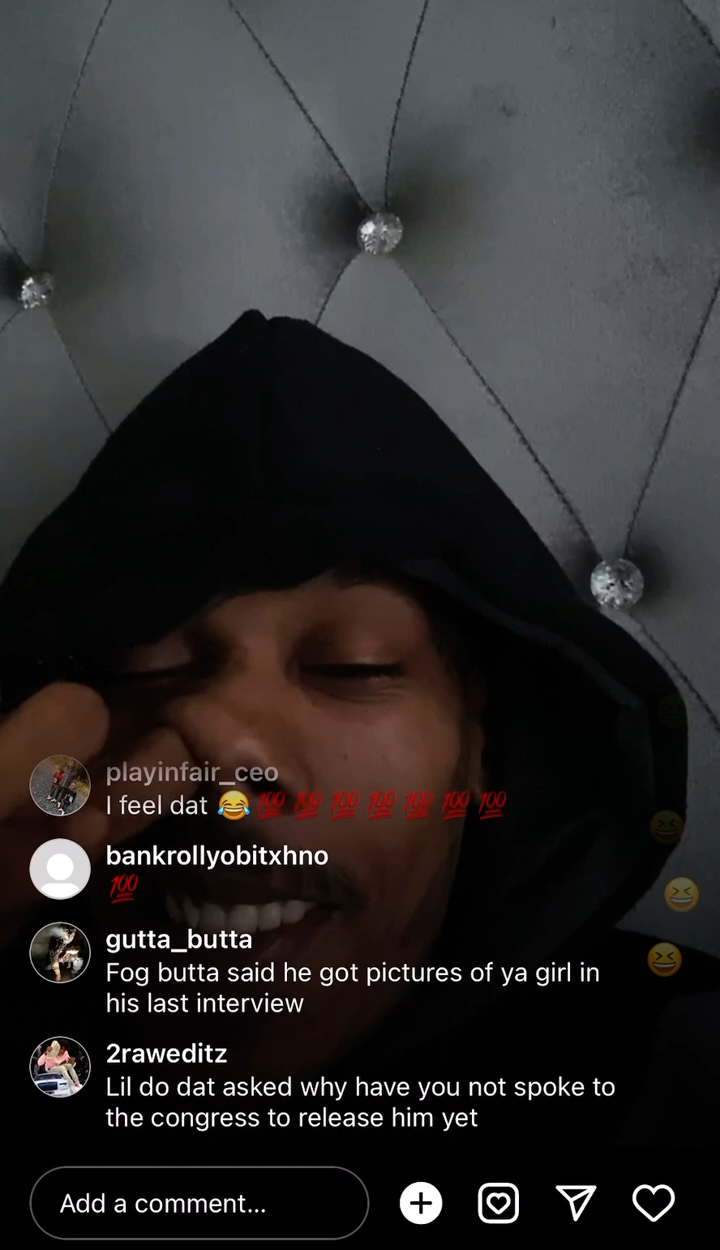 playinfair_ceo
I feel dat 😂💯💯💯💯💯💯💯
bankrollyobitxhno
💯
gutta_butta
Fog butta said he got pictures of ya girl in
his last interview
2raweditz
Lil do dat asked why have you not spoke to
the congress to release him yet
Add a comment...